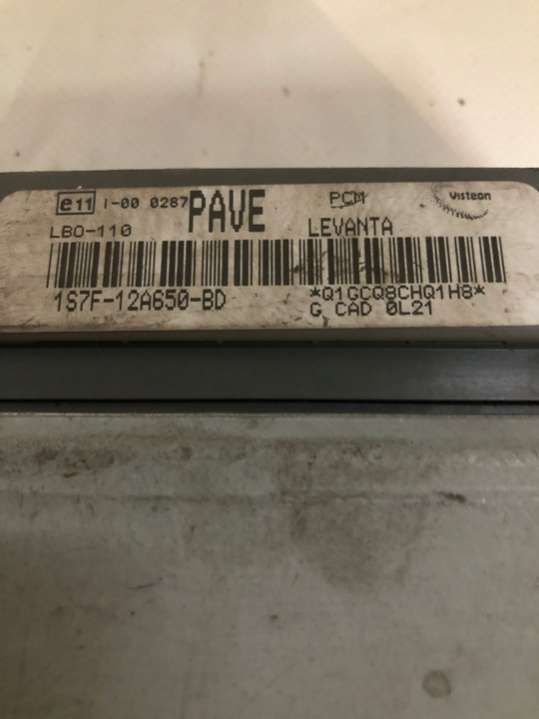 e11 I-00 0287 PAVE PCM Visteon
LBO-110 LEVANTA
1S7F-12A650-BD *Q1GCQ8CHQ1H8*
G CAD 0L21